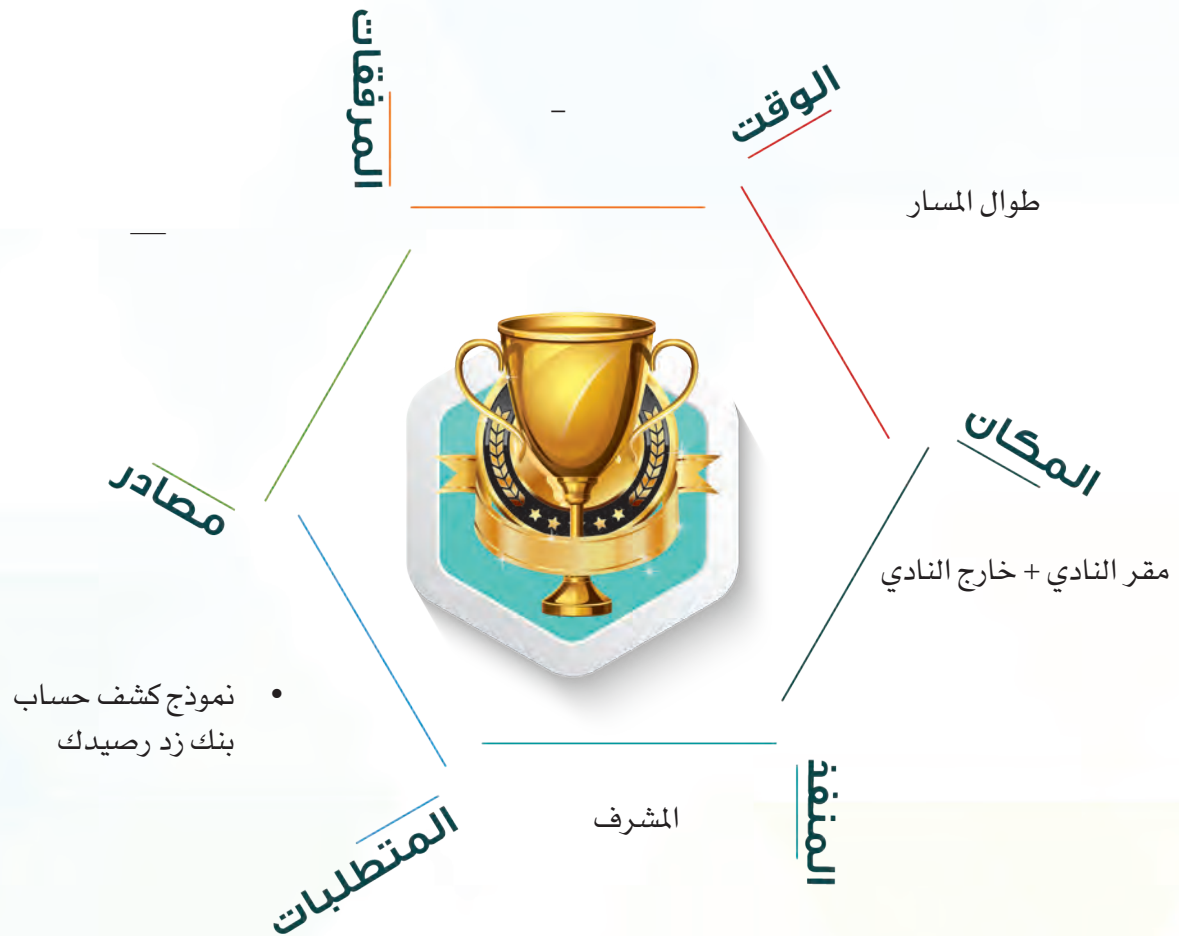 الوقت
طوال المسار
المكان
مقر النادي + خارج النادي
المنفذ
المشرف
المتطلبات
• نموذج كشف حساب
بنك زد رصيدك
مصادر
—
المرفقات
–